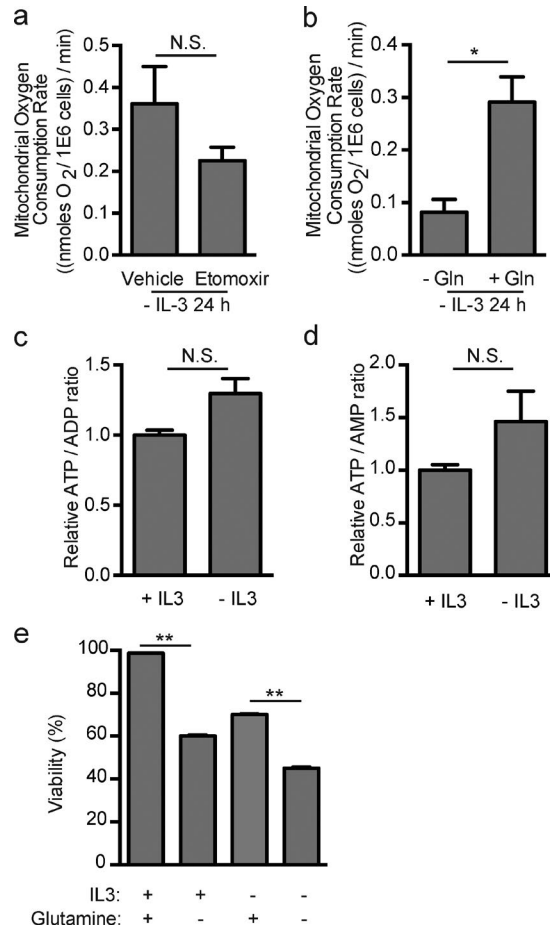 a
Mitochondrial Oxygen
Consumption Rate
((nmoles O2/ 1E6 cells) / min)
0.5
0.4
0.3
0.2
0.1
0.0
N.S.
Vehicle Etomoxir
- IL-3 24 h
b
Mitochondrial Oxygen
Consumption Rate
((nmoles O2/ 1E6 cells) / min)
0.4
0.3
0.2
0.1
0.0
*
- Gln + Gln
- IL-3 24 h
c
Relative ATP / ADP ratio
1.5
1.0
0.5
0.0
N.S.
+ IL3 - IL3
d
Relative ATP / AMP ratio
2.0
1.5
1.0
0.5
0.0
N.S.
+ IL3 - IL3
e
Viability (%)
100
80
60
40
20
0
**
**
IL3: + + - -
Glutamine: + - + -